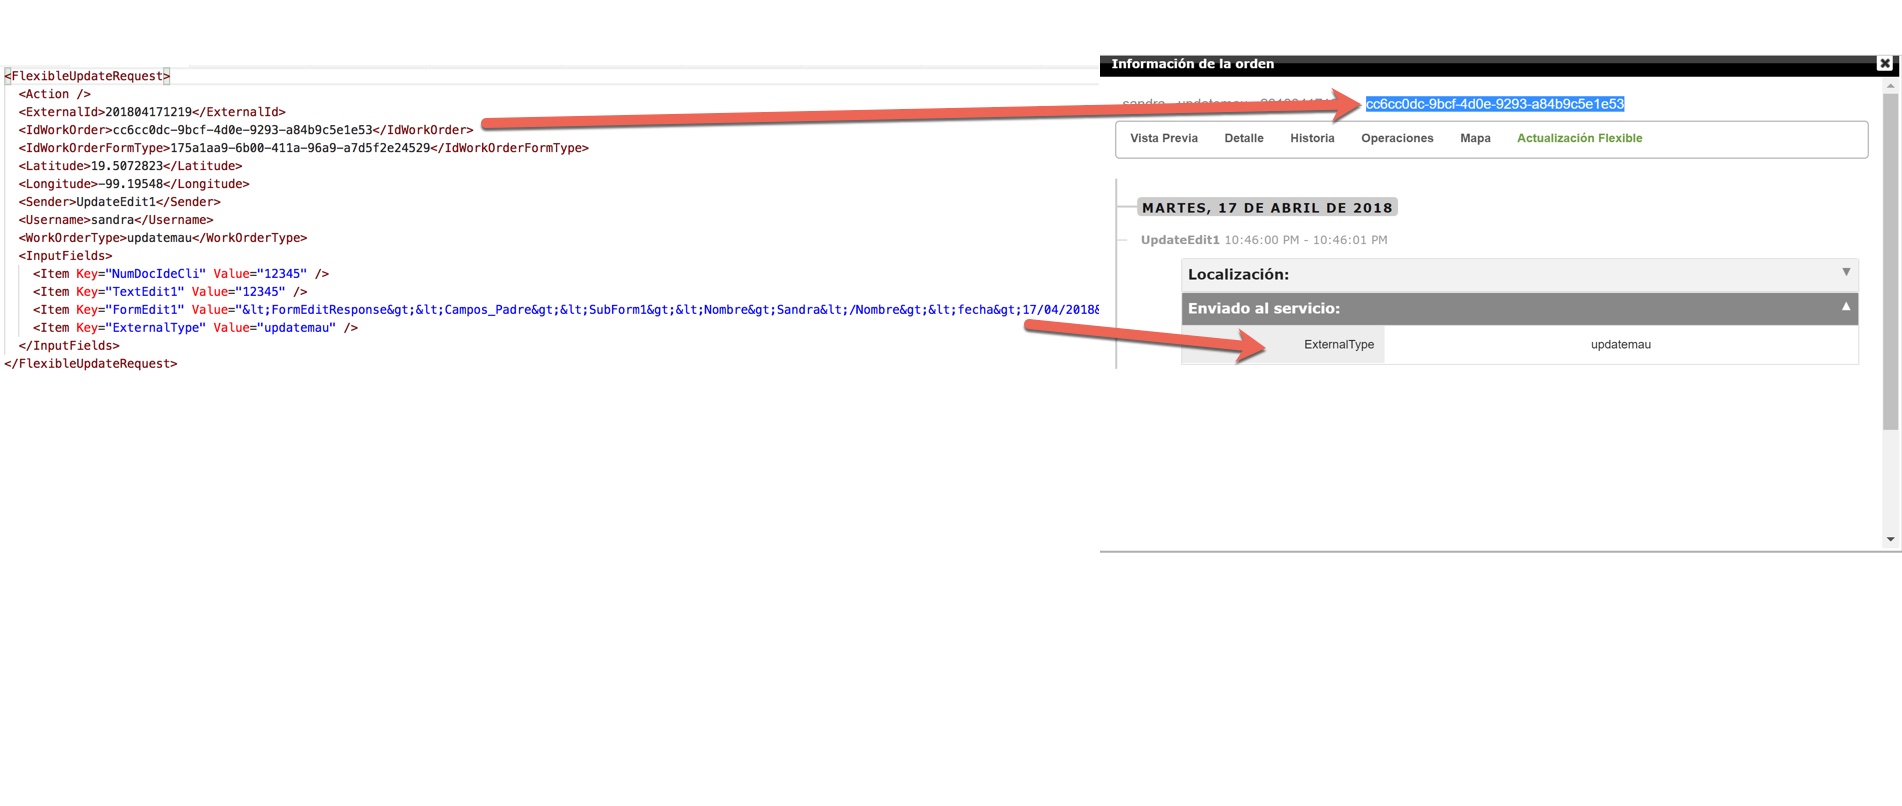 <FlexibleUpdateRequest>
<Action />
<ExternalId>201804171219</ExternalId>
<IdWorkOrder>cc6cc0dc-9bcf-4d0e-9293-a84b9c5e1e53</IdWorkOrder>
<IdWorkOrderFormType>175a1aa9-6b00-411a-96a9-a7d5f2e24529</IdWorkOrderFormType>
<Latitude>19.5072823</Latitude>
<Longitude>-99.19548</Longitude>
<Sender>UpdateEdit1</Sender>
<Username>sandra</Username>
<WorkOrderType>updatemau</WorkOrderType>
<InputFields>
<Item Key="NumDocIdeCli" Value="12345" />
<Item Key="TextEdit1" Value="12345" />
<Item Key="FormEdit1" Value="&lt;FormEditResponse&gt;&lt;Campos_Padre&gt;&lt;SubForm1&gt;&lt;Nombre&gt;Sandra&lt;/Nombre&gt;&lt;fecha&gt;17/04/2018&
<Item Key="ExternalType" Value="updatemau" />
</InputFields>
</FlexibleUpdateRequest>
Información de la orden
cc6cc0dc-9bcf-4d0e-9293-a84b9c5e1e53
Vista Previa Detalle Historia Operaciones Mapa Actualización Flexible
MARTES, 17 DE ABRIL DE 2018
UpdateEdit1 10:46:00 PM - 10:46:01 PM
Localización:
Enviado al servicio:
ExternalType updatemau